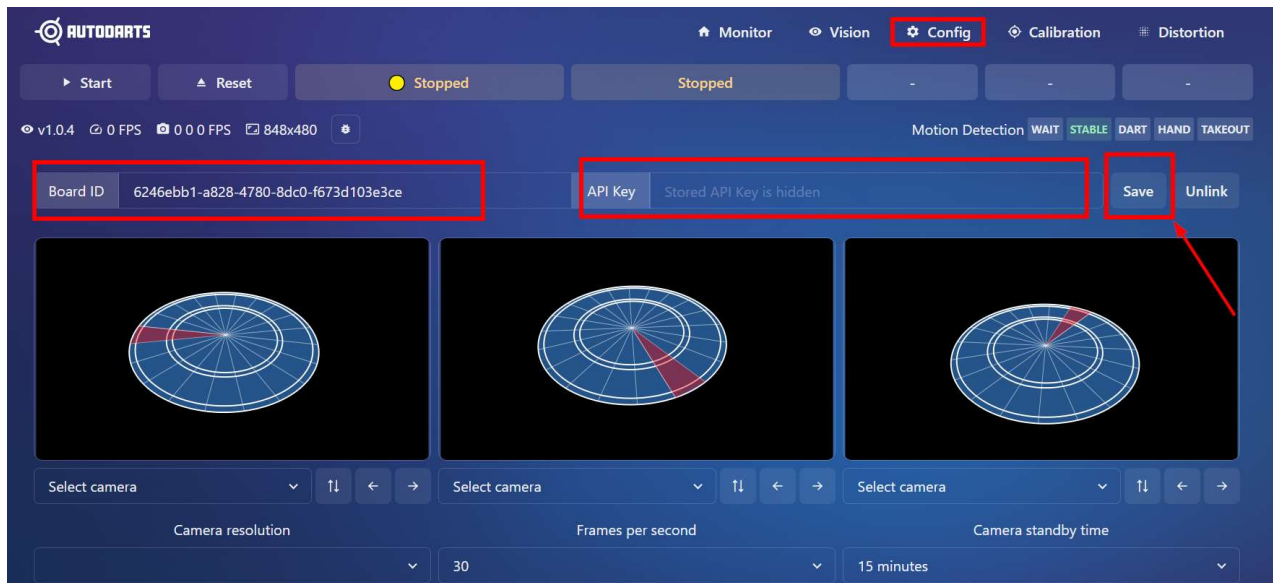 AUTODARTS Monitor Vision Config Calibration Distortion
Start Reset Stopped Stopped - - -
v1.0.4 0 FPS 0 0 0 FPS 848x480 Motion Detection WAIT STABLE DART HAND TAKEOUT
Board ID 6246ebb1-a828-4780-8dc0-f673d103e3ce API Key Stored API Key is hidden Save Unlink
Select camera Select camera Select camera
Camera resolution Frames per second Camera standby time
30 15 minutes